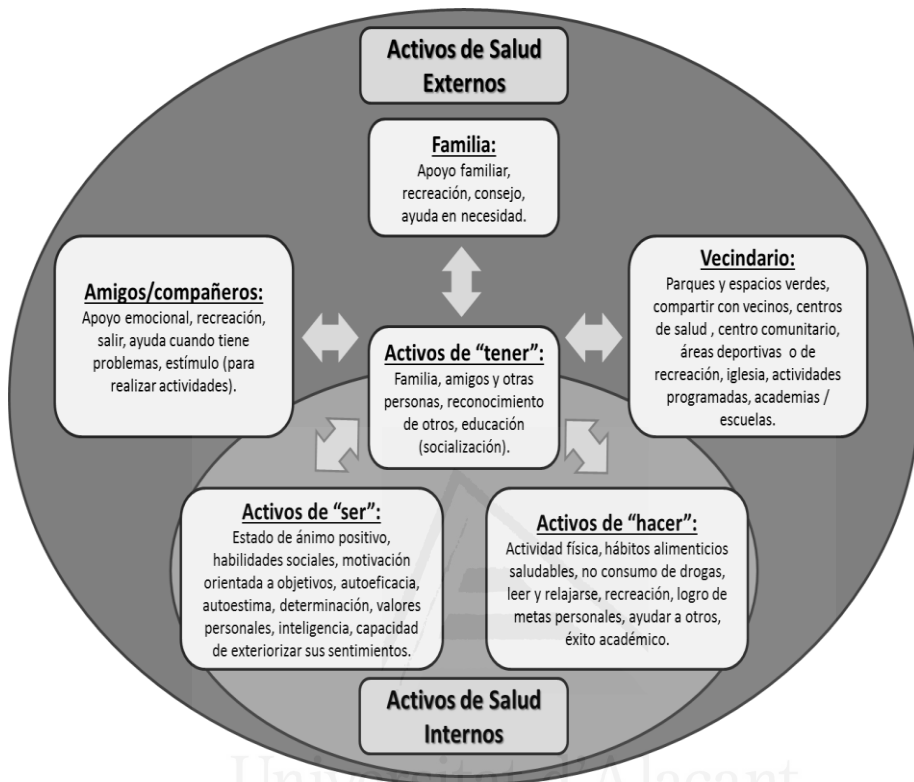 Activos de Salud
Externos
Familia:
Apoyo familiar,
recreación, consejo,
ayuda en necesidad.
Amigos/compañeros:
Apoyo emocional, recreación,
salir, ayuda cuando tiene
problemas, estímulo (para
realizar actividades).
Vecindario:
Parques y espacios verdes,
compartir con vecinos, centros
de salud , centro comunitario,
áreas deportivas o de
recreación, iglesia, actividades
programadas, academias /
escuelas.
Activos de “tener”:
Familia, amigos y otras
personas, reconocimiento
de otros, educación
(socialización).
Activos de “ser”:
Estado de ánimo positivo,
habilidades sociales, motivación
orientada a objetivos, autoeficacia,
autoestima, determinación, valores
personales, inteligencia, capacidad
de exteriorizar sus sentimientos.
Activos de “hacer”:
Actividad física, hábitos alimenticios
saludables, no consumo de drogas,
leer y relajarse, recreación, logro de
metas personales, ayudar a otros,
éxito académico.
Activos de Salud
Internos
Universitat d'Alacant